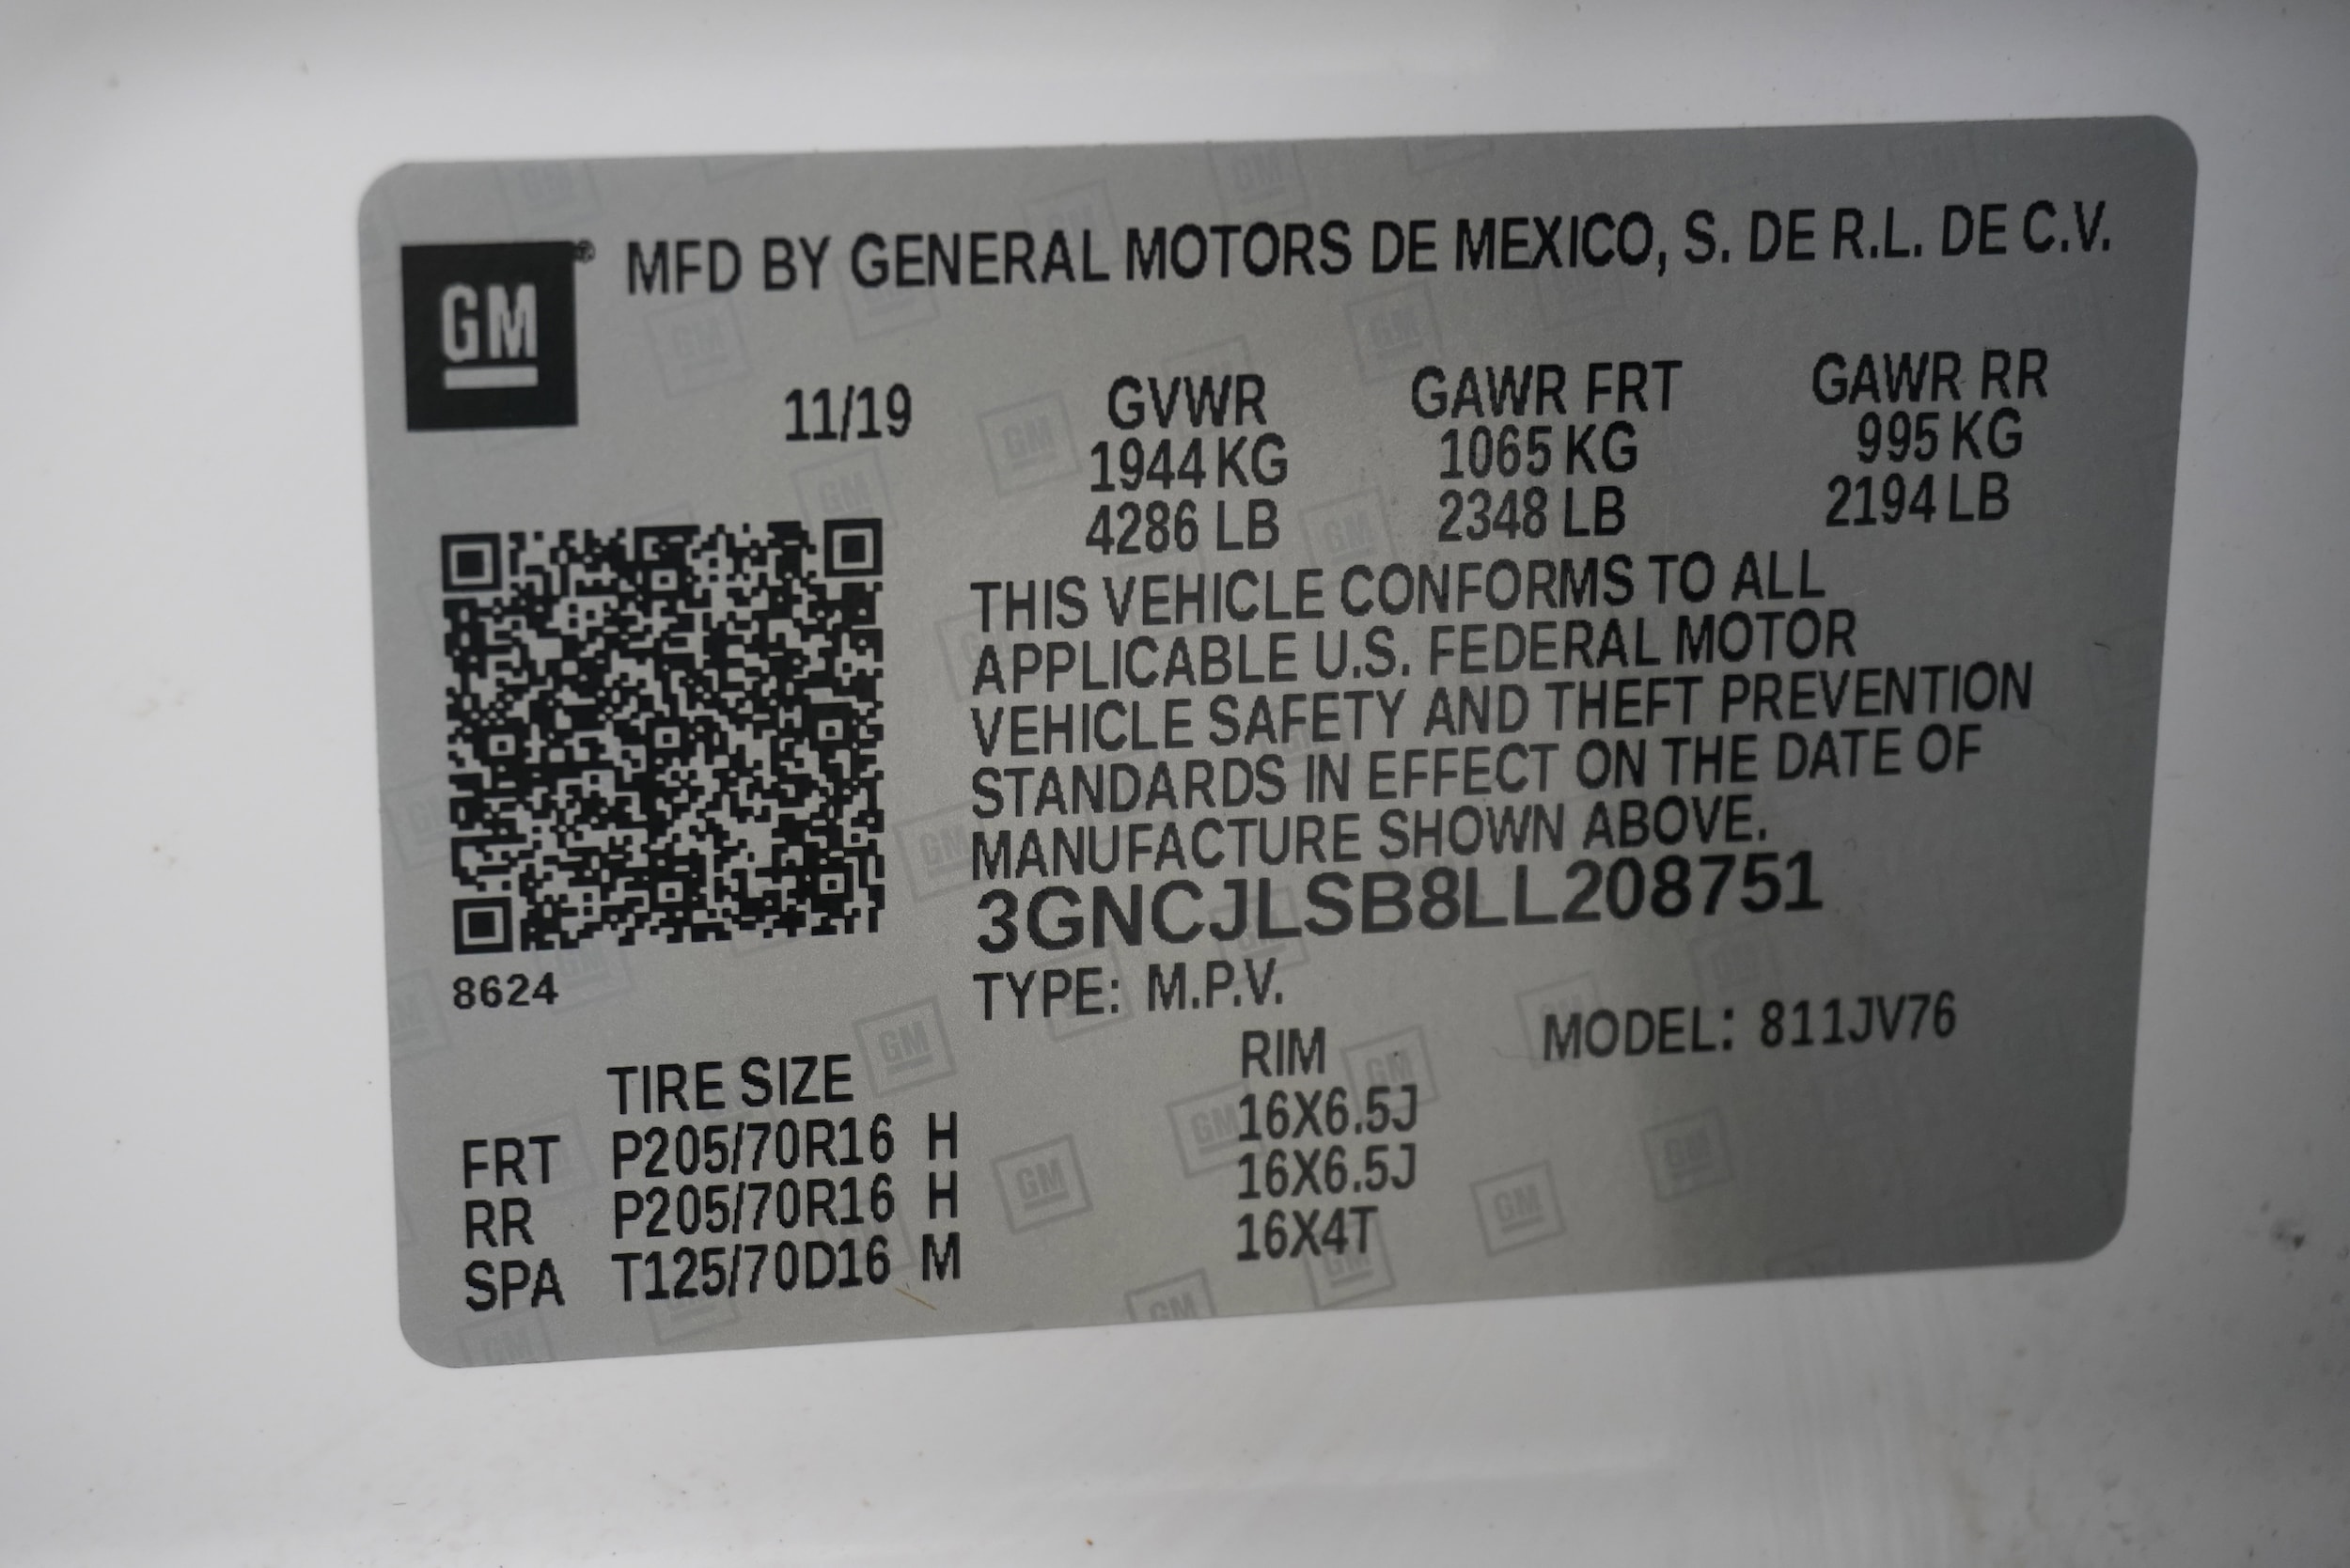 GM® MFD BY GENERAL MOTORS DE MEXICO, S. DE R.L. DE C.V.
11/19 GVWR GAWR FRT GAWR RR
1944 KG 1065 KG 995 KG
4286 LB 2348 LB 2194 LB
THIS VEHICLE CONFORMS TO ALL
APPLICABLE U.S. FEDERAL MOTOR
VEHICLE SAFETY AND THEFT PREVENTION
STANDARDS IN EFFECT ON THE DATE OF
MANUFACTURE SHOWN ABOVE.
3GNCJLSB8LL208751
8624
TYPE: M.P.V.
MODEL: 811JV76
TIRE SIZE RIM
FRT P205/70R16 H 16X6.5J
RR P205/70R16 H 16X6.5J
SPA T125/70D16 M 16X4T